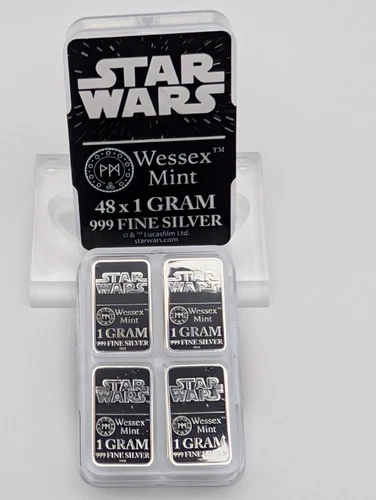 STAR
WARS
Wessex™
Mint
48 x 1 GRAM
999 FINE SILVER
© & ™ Lucasfilm Ltd.
starwars.com
STAR
WARS
Wessex
Mint
1 GRAM
999 FINE SILVER
STAR
WARS
Wessex
Mint
1 GRAM
999 FINE SILVER
STAR
WARS
Wessex
Mint
1 GRAM
999 FINE SILVER
STAR
WARS
Wessex
Mint
1 GRAM
999 FINE SILVER